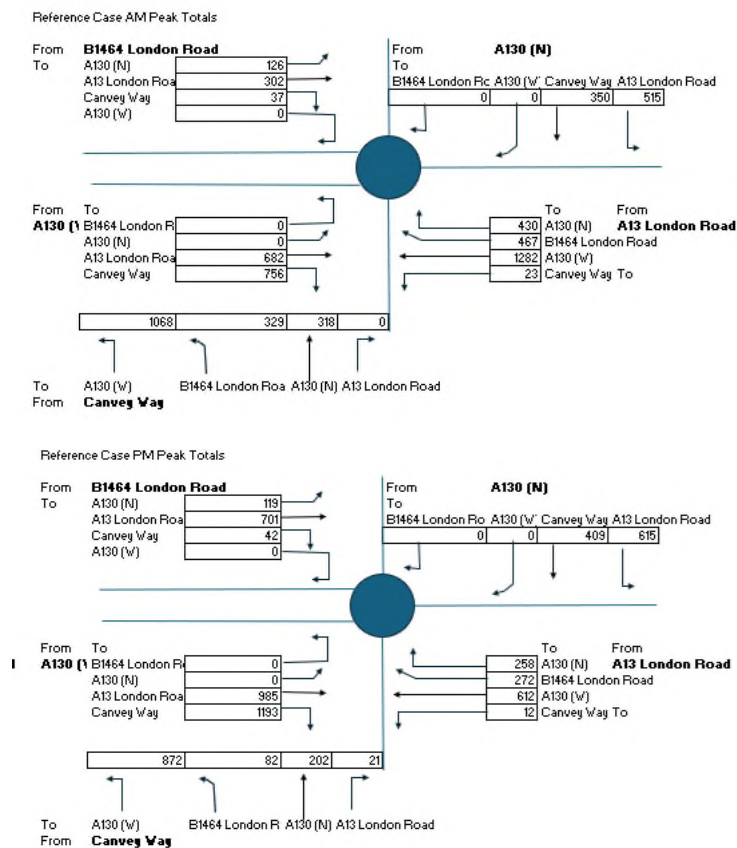 Reference Case AM Peak Totals
From B1464 London Road
To A130 (N) 126
A13 London Roa 302
Canvey Way 37
A130 (W) 0
From A130 (N)
To
B1464 London Rc A130 (W' Canvey Way A13 London Road
0 0 350 515
From To
A130 (\ B1464 London R 0
A130 (N) 0
A13 London Roa 682
Canvey Way 756
To From
430 A130 (N) A13 London Road
467 B1464 London Road
1282 A130 (W)
23 Canvey Way To
1068 329 318 0
To A130 (W) B1464 London Roa A130 (N) A13 London Road
From Canvey Way
Reference Case PM Peak Totals
From B1464 London Road
To A130 (N) 119
A13 London Roa 701
Canvey Way 42
A130 (W) 0
From A130 (N)
To
B1464 London Ro A130 (W' Canvey Way A13 London Road
0 0 409 615
From To
A130 (\ B1464 London R 0
A130 (N) 0
A13 London Roa 985
Canvey Way 1193
To From
258 A130 (N) A13 London Road
272 B1464 London Road
612 A130 (W)
12 Canvey Way To
872 82 202 21
To A130 (W) B1464 London R A130 (N) A13 London Road
From Canvey Way